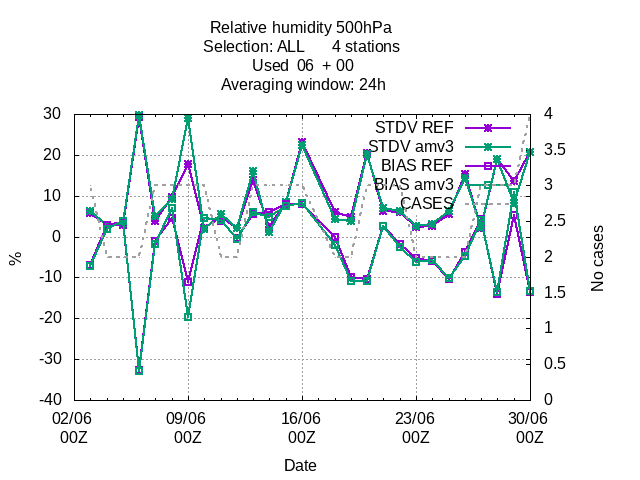 Relative humidity 500hPa
Selection: ALL 4 stations
Used 06 + 00
Averaging window: 24h
STDV REF
STDV amv3
BIAS REF
BIAS amv3
CASES
30
20
10
0
-10
-20
-30
-40
%
4
3.5
3
2.5
2
1.5
1
0.5
0
No cases
02/06 09/06 16/06 23/06 30/06
00Z 00Z 00Z 00Z 00Z
Date